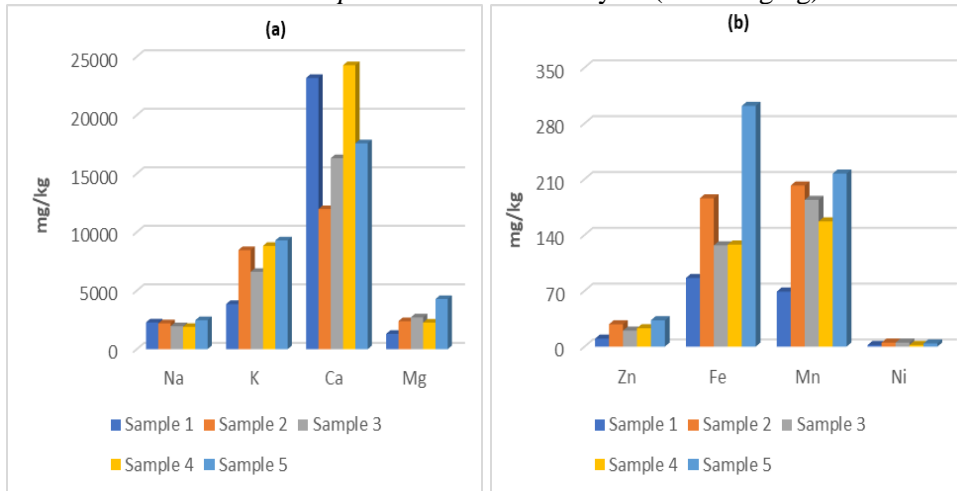 (a)
25000
20000
15000
10000
5000
0
mg/kg
Na K Ca Mg
Sample 1 Sample 2 Sample 3
Sample 4 Sample 5
(b)
350
280
210
140
70
0
mg/kg
Zn Fe Mn Ni
Sample 1 Sample 2 Sample 3
Sample 4 Sample 5